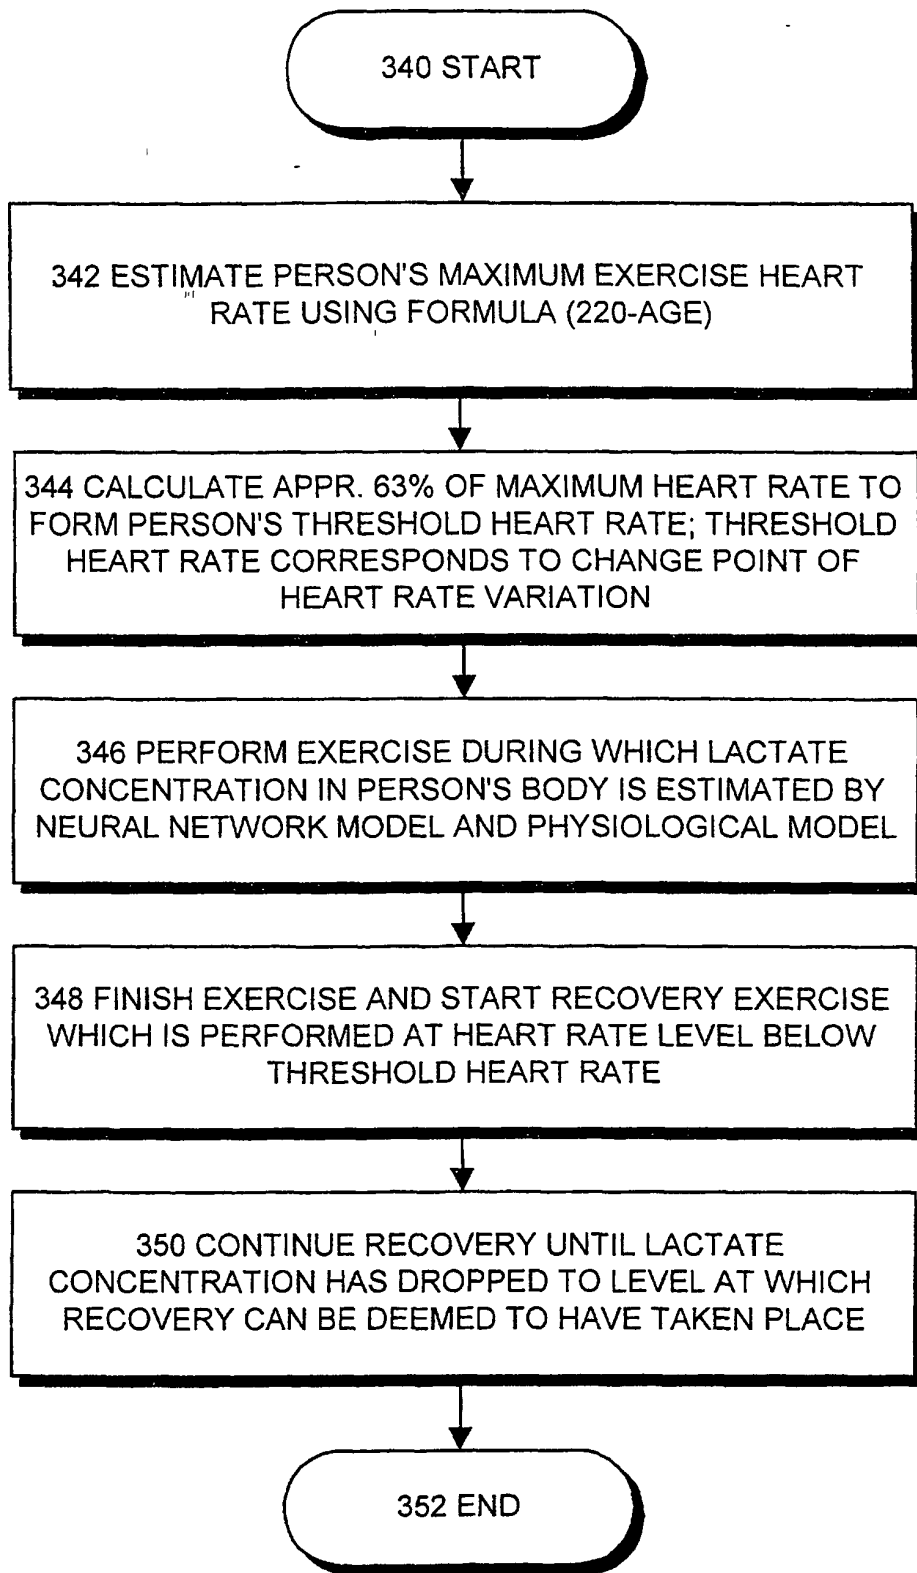 340 START
342 ESTIMATE PERSON'S MAXIMUM EXERCISE HEART
RATE USING FORMULA (220-AGE)
344 CALCULATE APPR. 63% OF MAXIMUM HEART RATE TO
FORM PERSON'S THRESHOLD HEART RATE; THRESHOLD
HEART RATE CORRESPONDS TO CHANGE POINT OF
HEART RATE VARIATION
346 PERFORM EXERCISE DURING WHICH LACTATE
CONCENTRATION IN PERSON'S BODY IS ESTIMATED BY
NEURAL NETWORK MODEL AND PHYSIOLOGICAL MODEL
348 FINISH EXERCISE AND START RECOVERY EXERCISE
WHICH IS PERFORMED AT HEART RATE LEVEL BELOW
THRESHOLD HEART RATE
350 CONTINUE RECOVERY UNTIL LACTATE
CONCENTRATION HAS DROPPED TO LEVEL AT WHICH
RECOVERY CAN BE DEEMED TO HAVE TAKEN PLACE
352 END